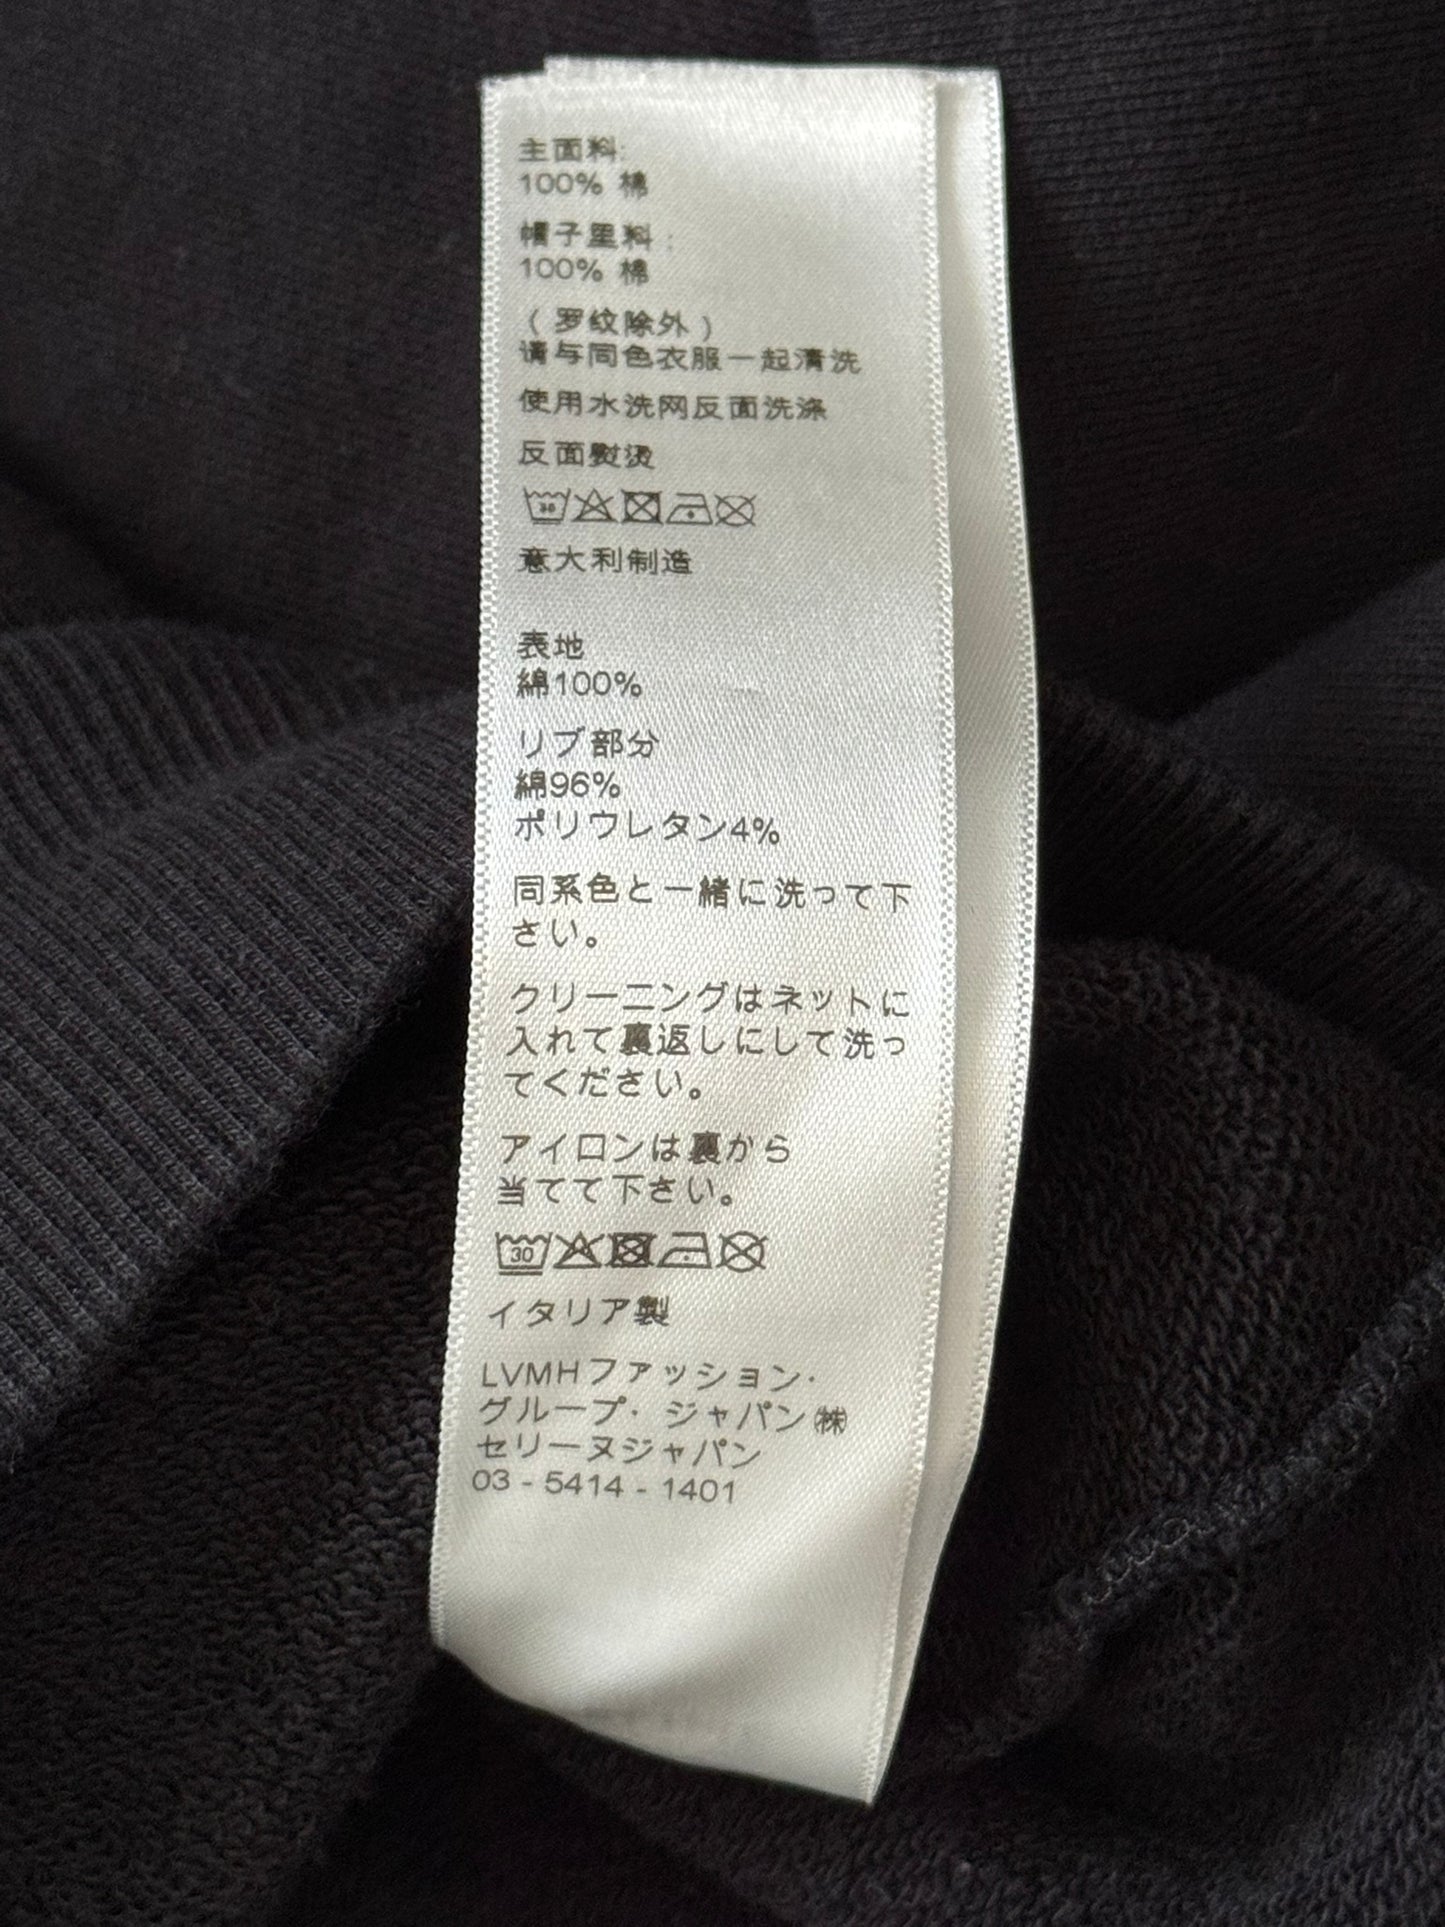 主面料:
100% 棉
帽子里料:
100% 棉
(罗纹除外)
请与同色衣服一起清洗
使用水洗网反面洗涤
反面熨烫
30
意大利制造
表地
綿100%
リブ部分
綿96%
ポリウレタン4%
同系色と一緒に洗って下
さい。
クリーニングはネットに
入れて裏返しにして洗っ
てください。
アイロンは裏から
当てて下さい。
30
イタリア製
LVMHファッション·
グループ· ジャパン㈱
セリーヌジャパン
03 - 5414 - 1401